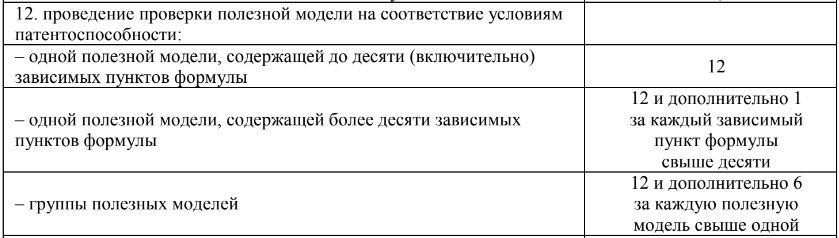 12. проведение проверки полезной модели на соответствие условиям
патентоспособности:
– одной полезной модели, содержащей до десяти (включительно)
зависимых пунктов формулы
12
– одной полезной модели, содержащей более десяти зависимых
пунктов формулы
12 и дополнительно 1
за каждый зависимый
пункт формулы
свыше десяти
– группы полезных моделей
12 и дополнительно 6
за каждую полезную
модель свыше одной